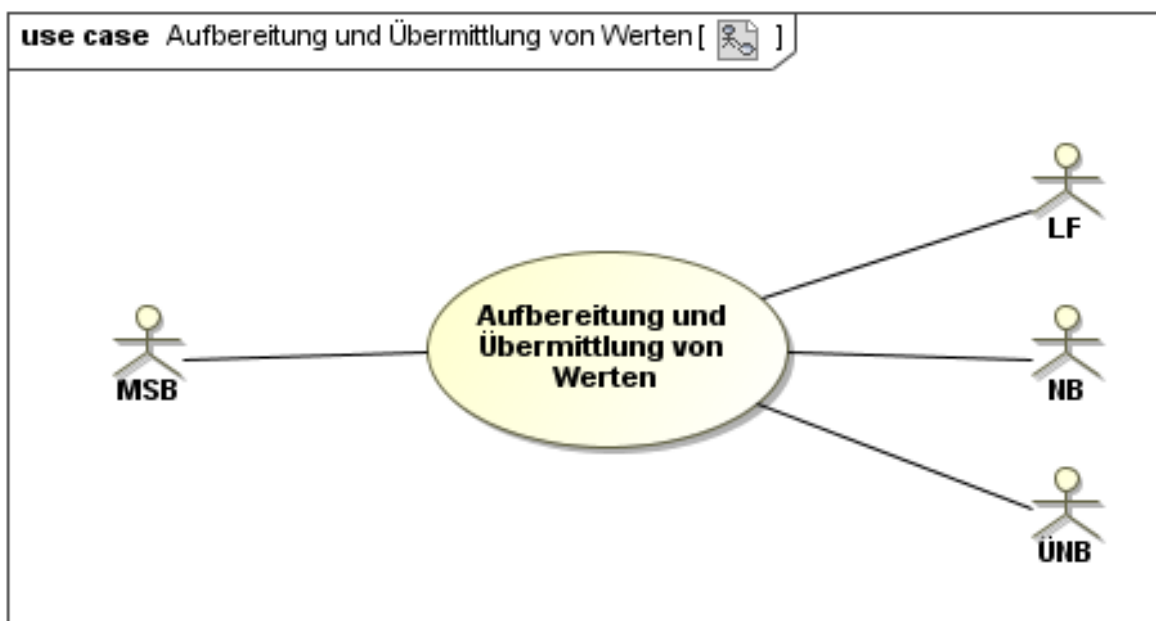 use case Aufbereitung und Übermittlung von Werten [ ]
LF
Aufbereitung und
Übermittlung von
Werten
MSB
NB
ÜNB